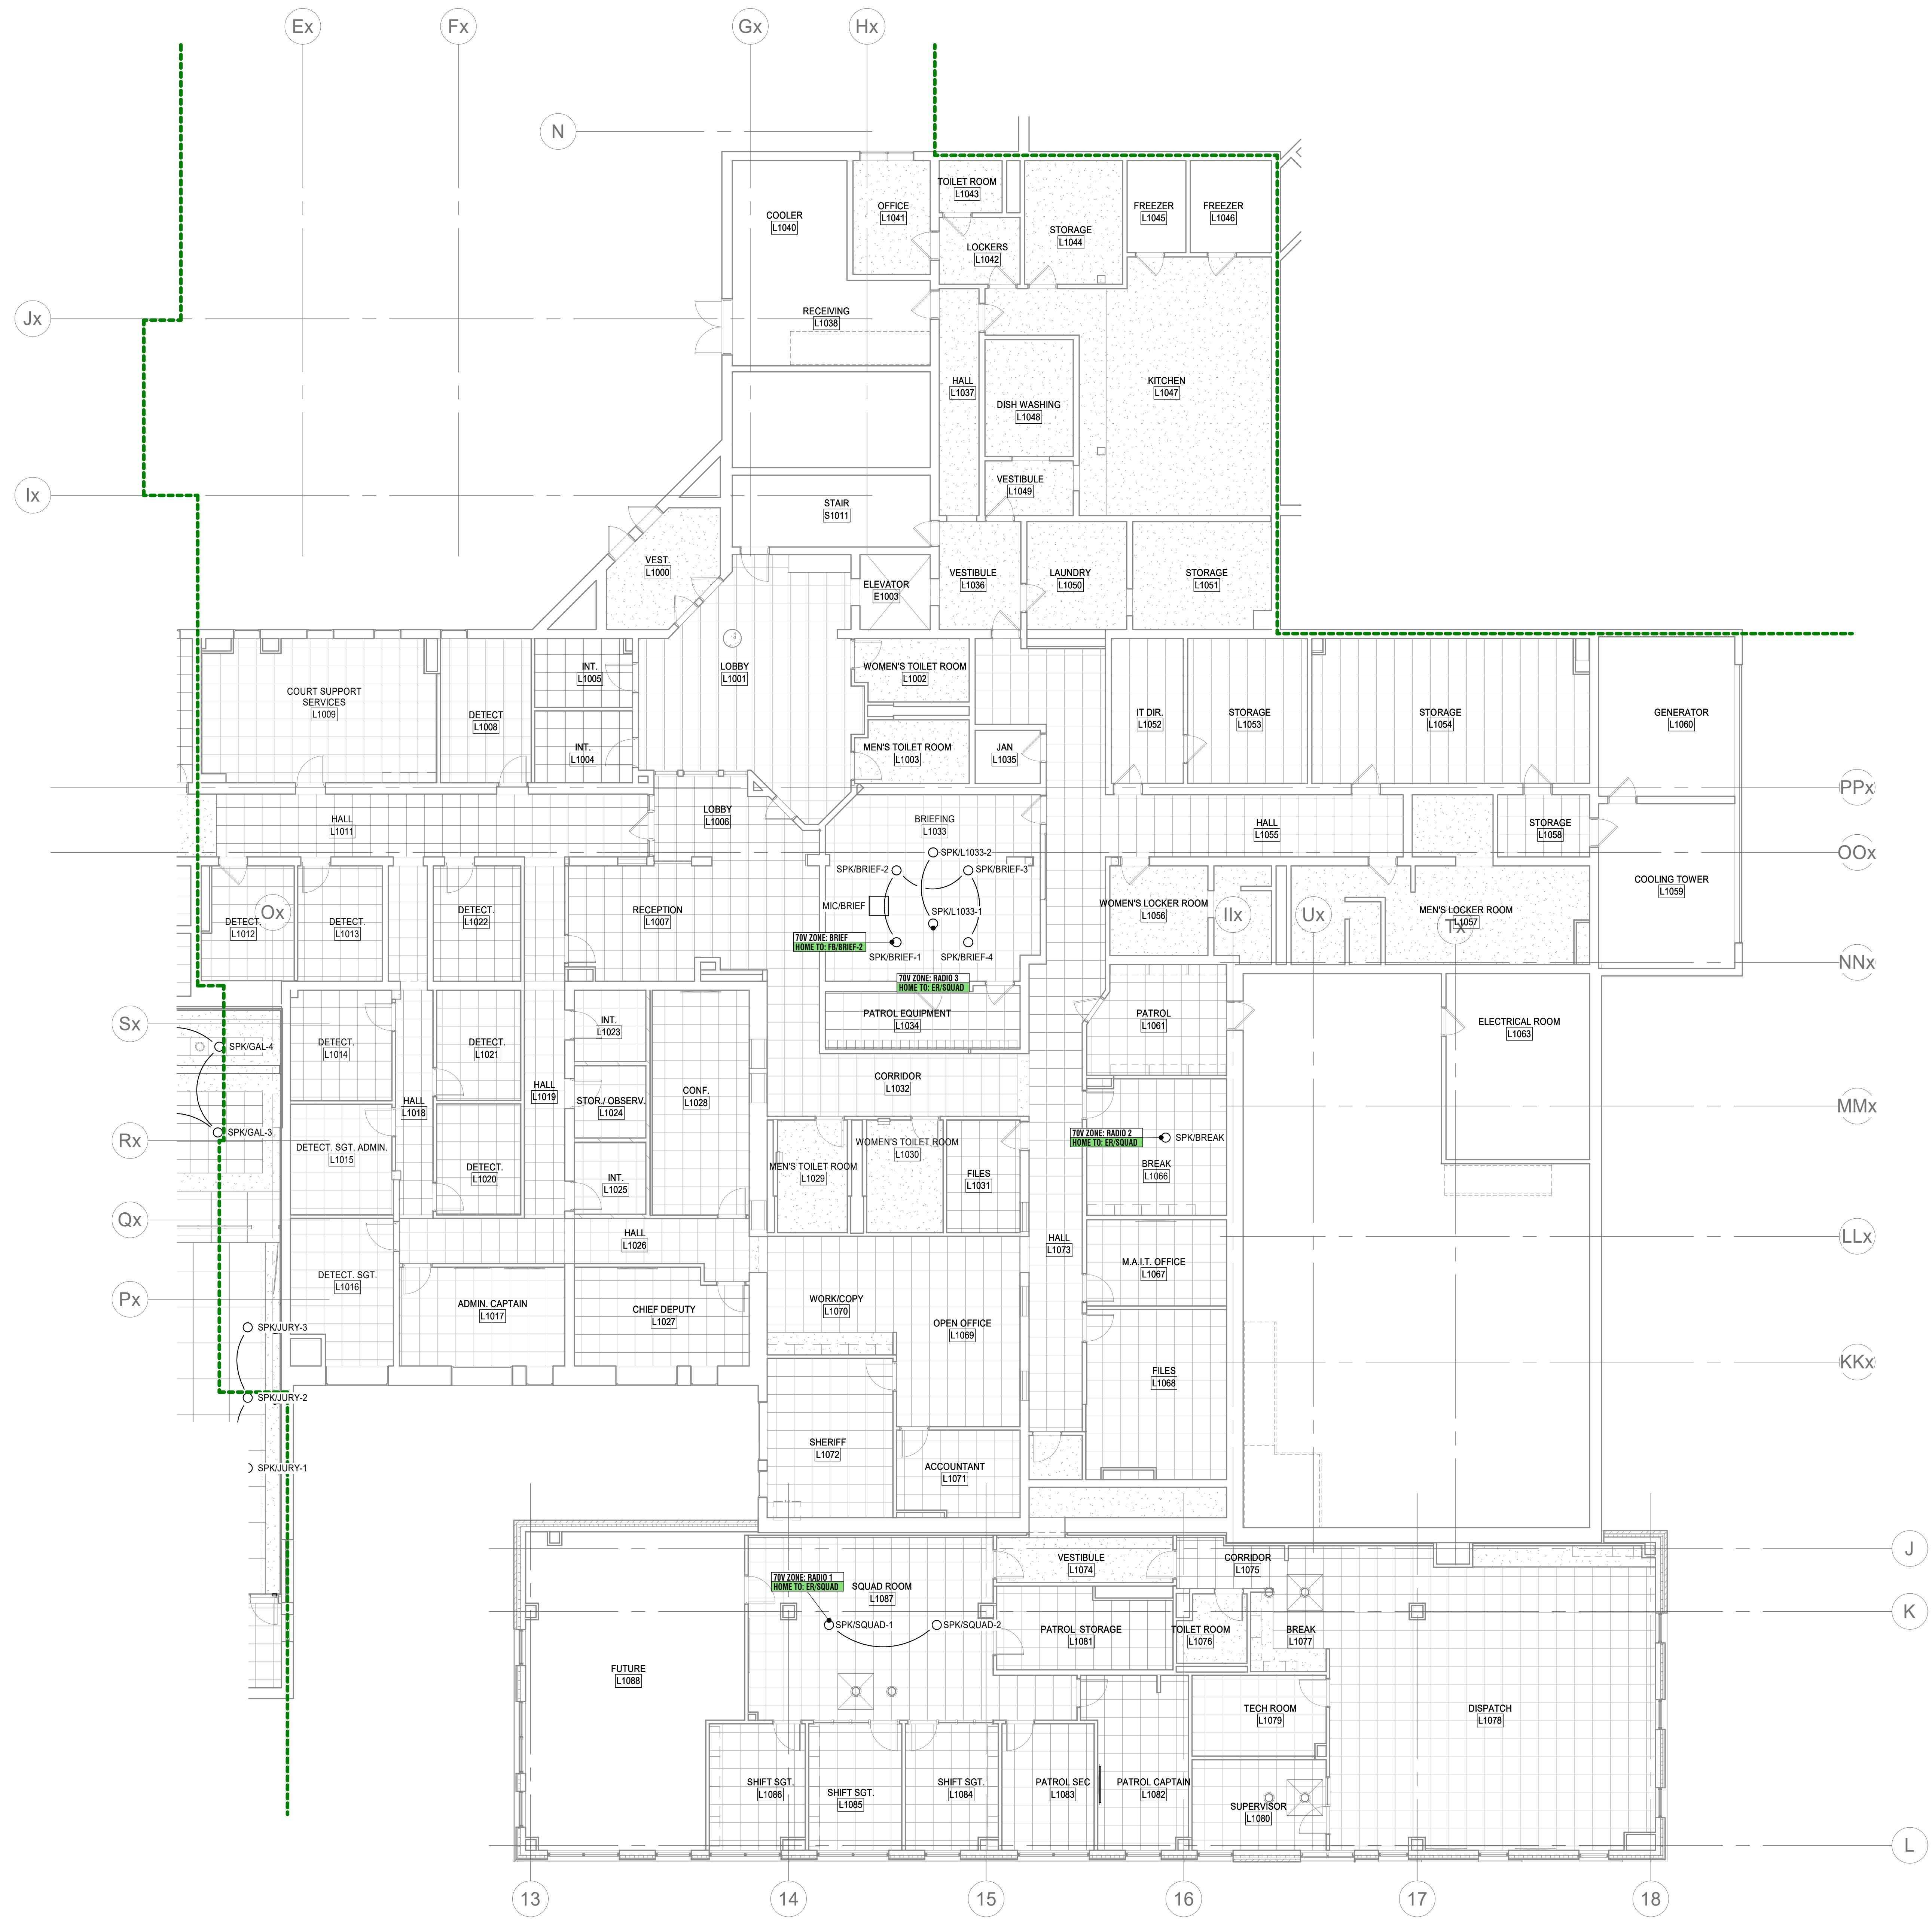 Ex
Fx
Gx
Hx
N
Jx
Ix
TOILET ROOM
L1043
OFFICE
L1041
COOLER
L1040
STORAGE
L1044
FREEZER
L1045
FREEZER
L1046
LOCKERS
L1042
RECEIVING
L1038
HALL
L1037
DISH WASHING
L1048
KITCHEN
L1047
VESTIBULE
L1049
STAIR
S1011
VEST.
L1000
ELEVATOR
E1003
VESTIBULE
L1036
LAUNDRY
L1050
STORAGE
L1051
COURT SUPPORT
SERVICES
L1009
DETECT
L1008
INT.
L1005
INT.
L1004
LOBBY
L1001
WOMEN'S TOILET ROOM
L1002
MEN'S TOILET ROOM
L1003
JAN
L1035
IT DIR.
L1052
STORAGE
L1053
STORAGE
L1054
GENERATOR
L1060
PPx
HALL
L1011
LOBBY
L1006
BRIEFING
L1033
HALL
L1055
STORAGE
L1058
OOx
SPK/L1033-2
SPK/BRIEF-2
SPK/BRIEF-3
MIC/BRIEF
SPK/L1033-1
70V ZONE: BRIEF
HOME TO: FB/BRIEF-2
SPK/BRIEF-1
SPK/BRIEF-4
70V ZONE: RADIO 3
HOME TO: ER/SQUAD
COOLING TOWER
L1059
DETECT.
L1012
Ox
DETECT.
L1013
DETECT.
L1022
RECEPTION
L1007
WOMEN'S LOCKER ROOM
L1056
IIx
Ux
MEN'S LOCKER ROOM
L1057
Tx
NNx
Sx
SPK/GAL-4
DETECT.
L1014
DETECT.
L1021
INT.
L1023
PATROL EQUIPMENT
L1034
PATROL
L1061
ELECTRICAL ROOM
L1063
HALL
L1018
HALL
L1019
STOR./ OBSERV.
L1024
CONF.
L1028
CORRIDOR
L1032
MMx
Rx
SPK/GAL-3
DETECT. SGT. ADMIN.
L1015
DETECT.
L1020
INT.
L1025
MEN'S TOILET ROOM
L1029
WOMEN'S TOILET ROOM
L1030
FILES
L1031
70V ZONE: RADIO 2
HOME TO: ER/SQUAD
SPK/BREAK
BREAK
L1066
Qx
HALL
L1026
HALL
L1073
LLx
DETECT. SGT.
L1016
M.A.I.T. OFFICE
L1067
Px
ADMIN. CAPTAIN
L1017
CHIEF DEPUTY
L1027
WORK/COPY
L1070
OPEN OFFICE
L1069
SPK/JURY-3
KKx
FILES
L1068
SPK/JURY-2
SHERIFF
L1072
ACCOUNTANT
L1071
SPK/JURY-1
J
VESTIBULE
L1074
CORRIDOR
L1075
70V ZONE: RADIO 1
HOME TO: ER/SQUAD
SQUAD ROOM
L1087
SPK/SQUAD-1
SPK/SQUAD-2
K
PATROL STORAGE
L1081
TOILET ROOM
L1076
BREAK
L1077
FUTURE
L1088
TECH ROOM
L1079
DISPATCH
L1078
SHIFT SGT.
L1086
SHIFT SGT.
L1085
SHIFT SGT.
L1084
PATROL SEC
L1083
PATROL CAPTAIN
L1082
SUPERVISOR
L1080
L
13
14
15
16
17
18